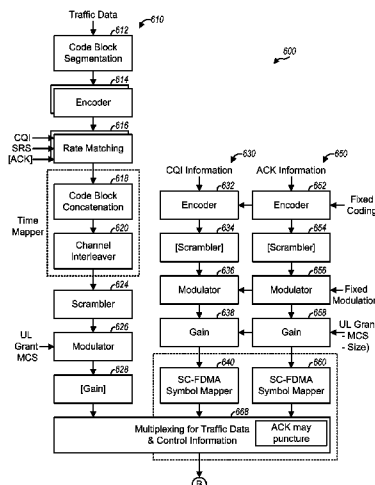 Traffic Data
610
612
Code Block
Segmentation
600
614
Encoder
616
CQI
SRS
[ACK]
Rate Matching
618
Code Block
Concatenation
Time
Mapper
620
Channel
Interleaver
624
Scrambler
626
UL
Grant
MCS
Modulator
628
[Gain]
630
CQI Information
632
Encoder
634
[Scrambler]
636
Modulator
638
Gain
640
SC-FDMA
Symbol Mapper
650
ACK Information
652
Encoder
Fixed
Coding
654
[Scrambler]
656
Modulator
Fixed
Modulation
658
Gain
UL Grant
- MCS
- Size)
660
SC-FDMA
Symbol Mapper
668
Multiplexing for Traffic Data
& Control Information
ACK may
puncture